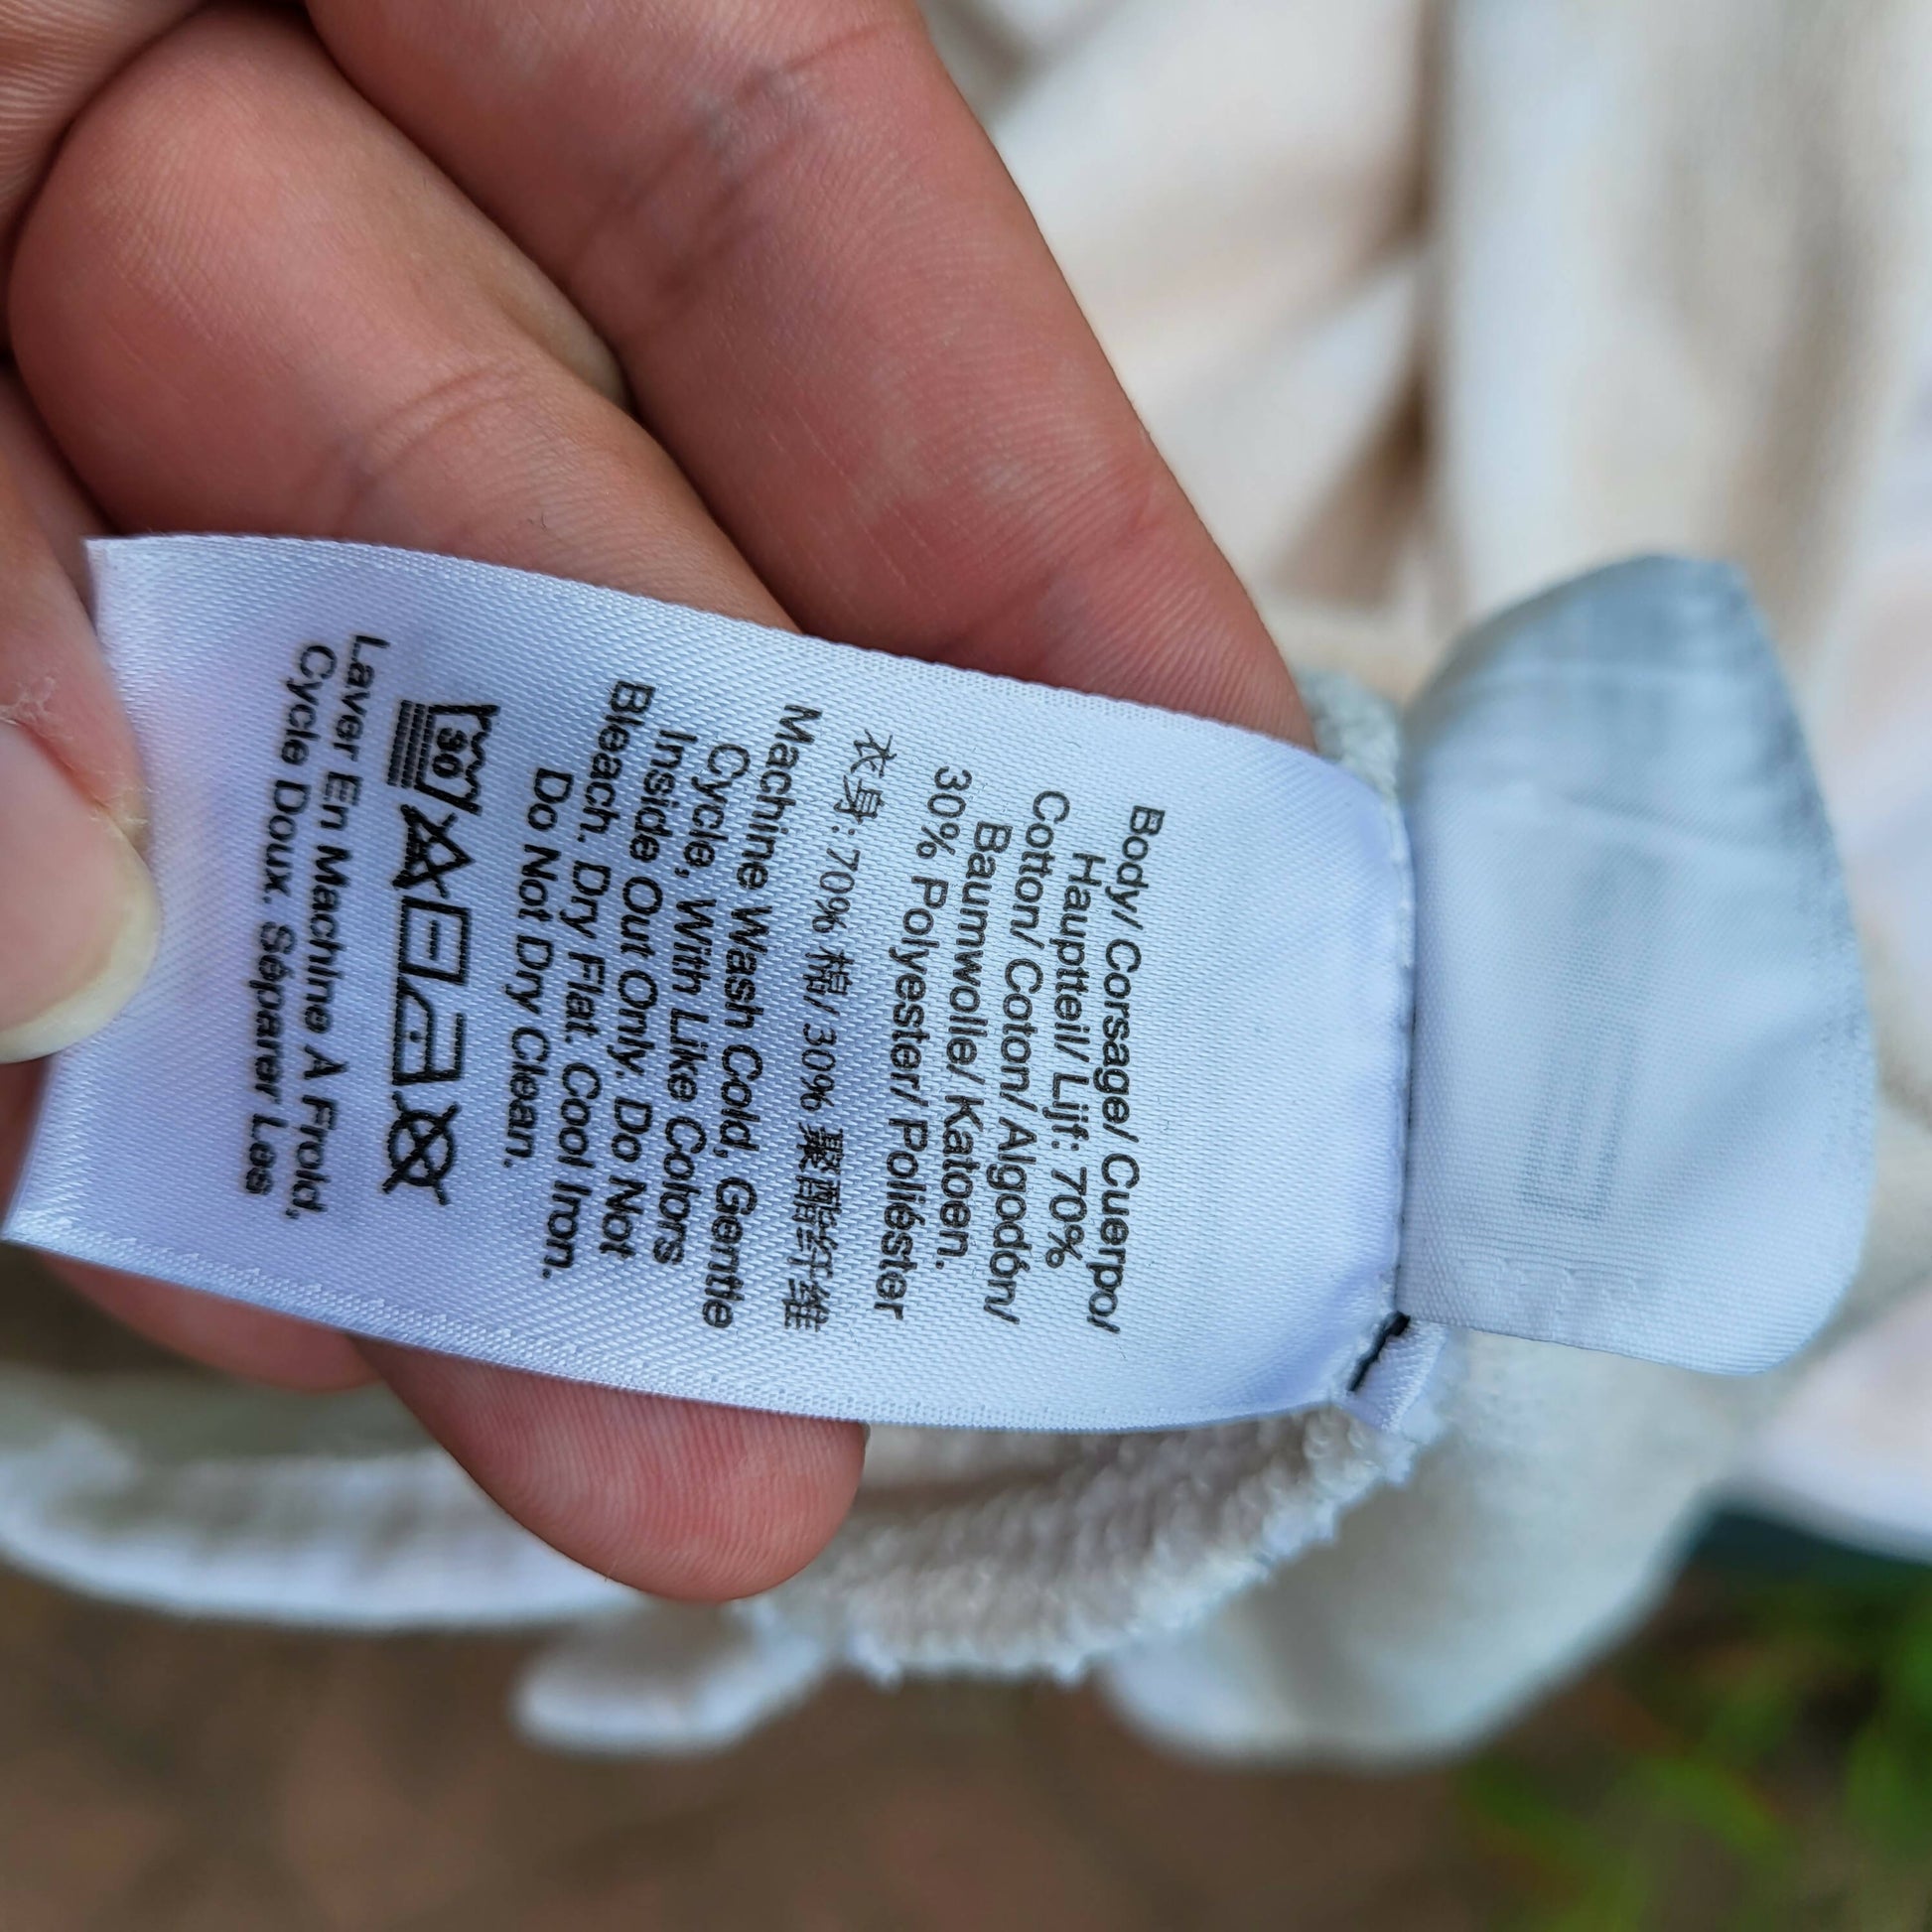 Body/ Corsage/ Cuerpo/
Hauptteil/ Lijf: 70%
Cotton/ Coton/ Algodón/
Baumwolle/ Katoen.
30% Polyester/ Poliéster
衣身: 70% 棉/ 30% 聚酯纤维
Machine Wash Cold, Gentle
Cycle, With Like Colors
Inside Out Only. Do Not
Bleach. Dry Flat. Cool Iron.
Do Not Dry Clean.
30
Laver En Machine A Froid,
Cycle Doux. Séparer Les